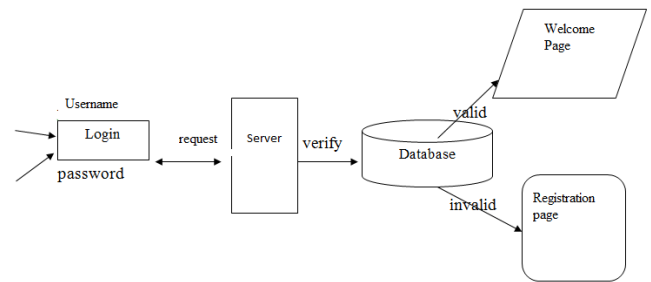 Username
Login
password
request
Server
verify
Database
valid
invalid
Welcome
Page
Registration
page